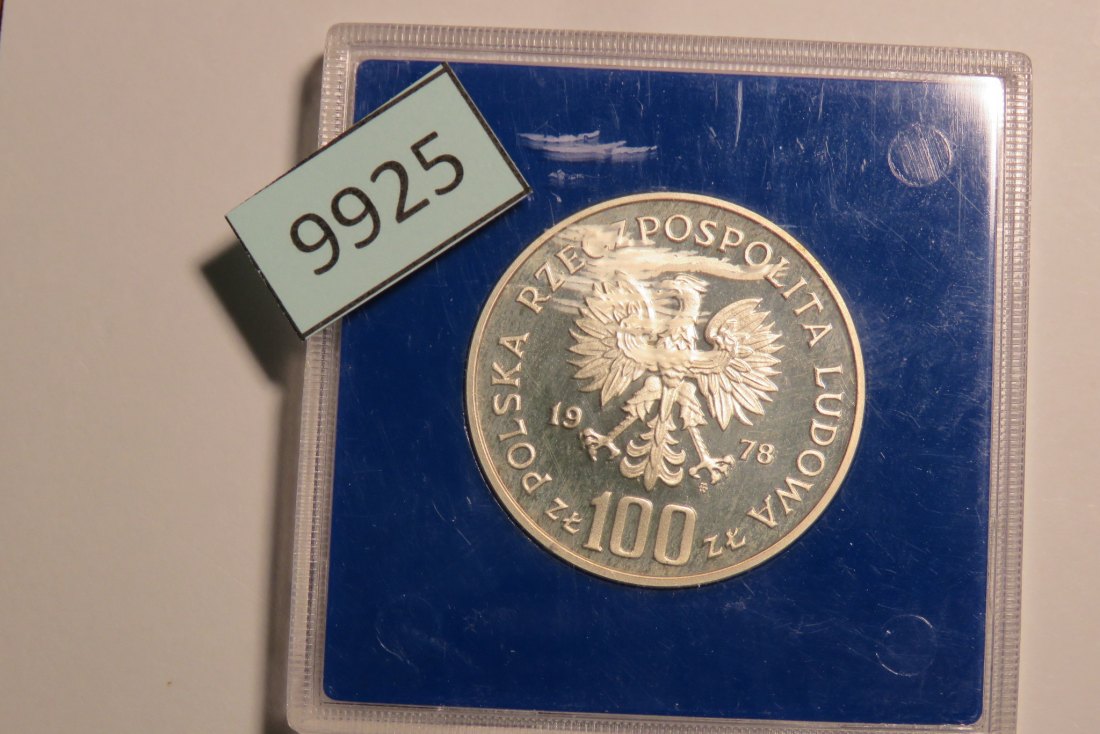 9925
ZŁ POLSKA RZECZPOSPOLITA LUDOWA ZŁ
19 78
100